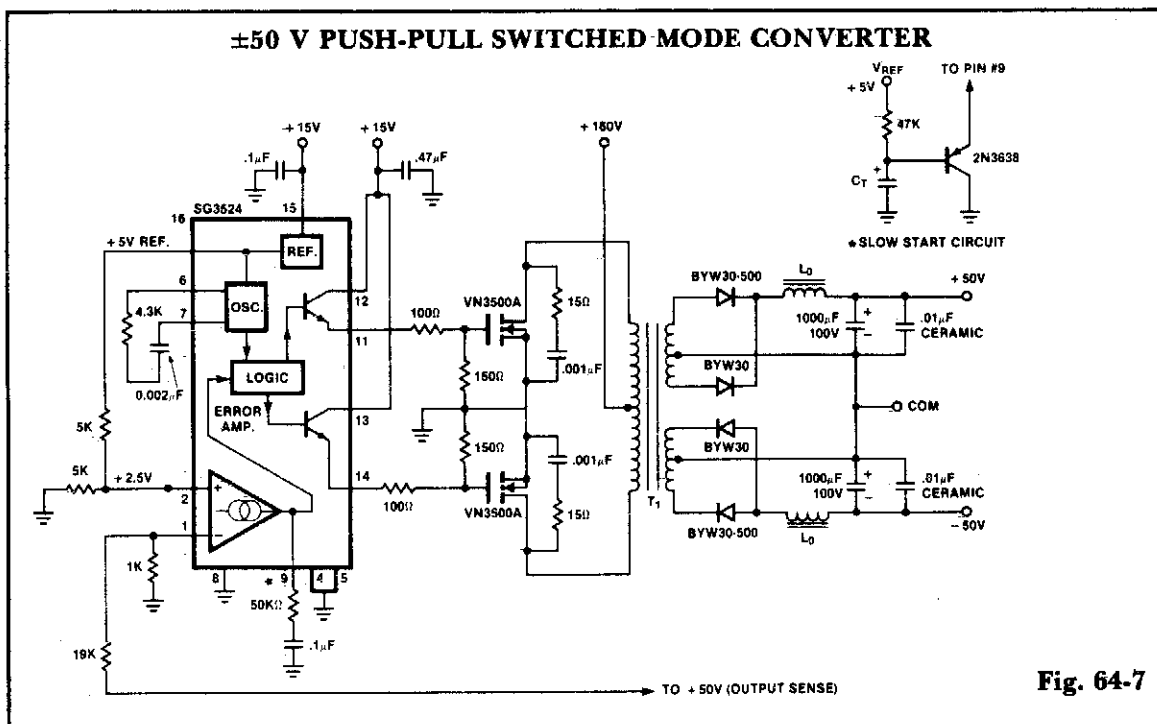 ±50 V PUSH-PULL SWITCHED MODE CONVERTER
VREF
+5V
TO PIN #9
47K
2N3638
CT
+
*SLOW START CIRCUIT
+15V
+15V
+180V
.1µF
.47µF
SG3524
15
16
+5V REF.
REF.
6
OSC.
12
4.3K
7
11
100Ω
VN3500A
15Ω
.001µF
150Ω
LOGIC
0.002µF
ERROR
AMP.
13
5K
150Ω
.001µF
14
100Ω
VN3500A
15Ω
T1
5K
+2.5V
2
+
1
−
1K
8
*
9
4
5
50KΩ
.1µF
19K
TO +50V (OUTPUT SENSE)
BYW30-500
LO
+50V
1000µF
100V
+
−
.01µF
CERAMIC
BYW30
COM
BYW30
1000µF
100V
+
−
.01µF
CERAMIC
BYW30-500
LO
−50V
Fig. 64-7